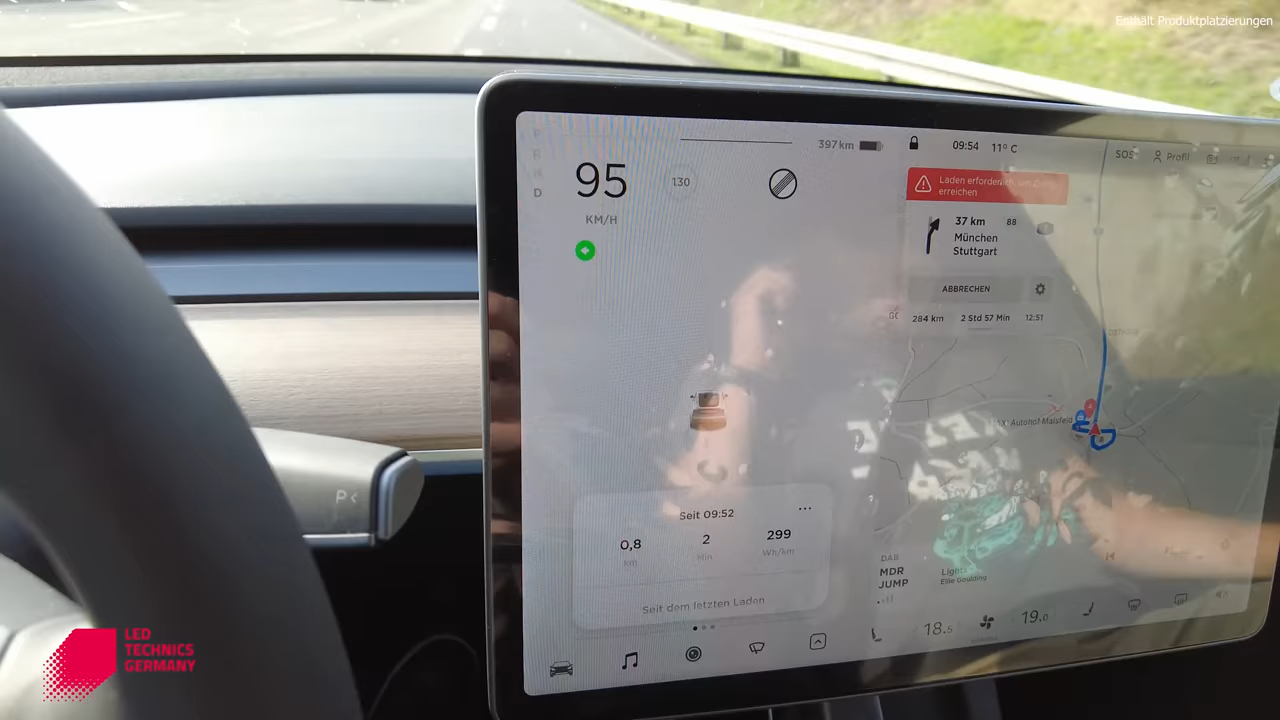 Enthält Produktplatzierungen
P
R
N
D
95
KM/H
130
397 km
09:54
11° C
SOS
Profil
Laden erforderlich, um Ziel zu
erreichen
37 km
88
München
Stuttgart
ABBRECHEN
284 km
2 Std 57 Min
12:51
Autohof Malsfeld
Seit 09:52
...
0,8
km
2
Min
299
Wh/km
Seit dem letzten Laden
DAB
MDR
JUMP
Lights
Ellie Goulding
18.5
19.0
P
LED
TECHNICS
GERMANY